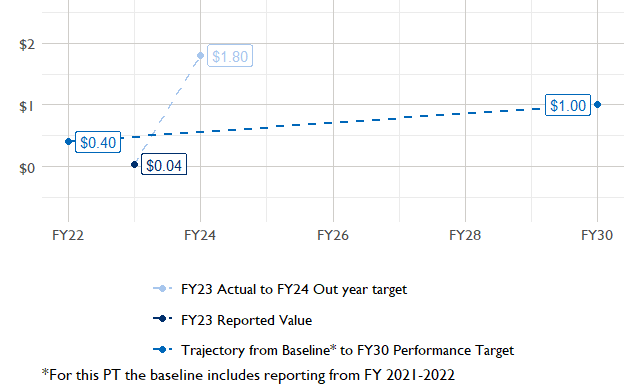 $2
$1.80
$1
$1.00
$0.40
$0
$0.04
FY22 FY24 FY26 FY28 FY30
FY23 Actual to FY24 Out year target
FY23 Reported Value
Trajectory from Baseline* to FY30 Performance Target
*For this PT the baseline includes reporting from FY 2021-2022